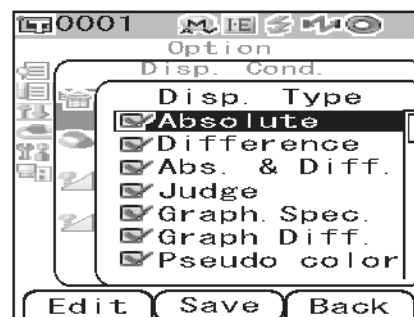 0001 M I·E
Option
Disp. Cond.
Disp. Type
Absolute
Difference
Abs. & Diff.
Judge
Graph.Spec.
Graph Diff.
Pseudo color
Edit Save Back